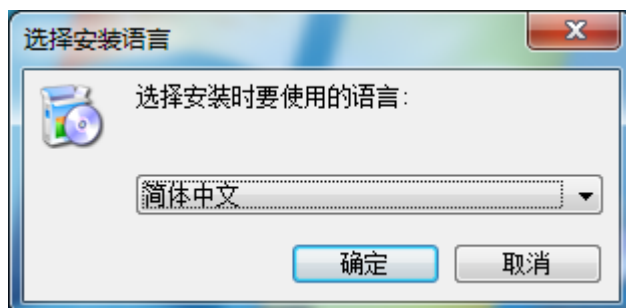 选择安装语言
选择安装时要使用的语言:
简体中文
确定
取消